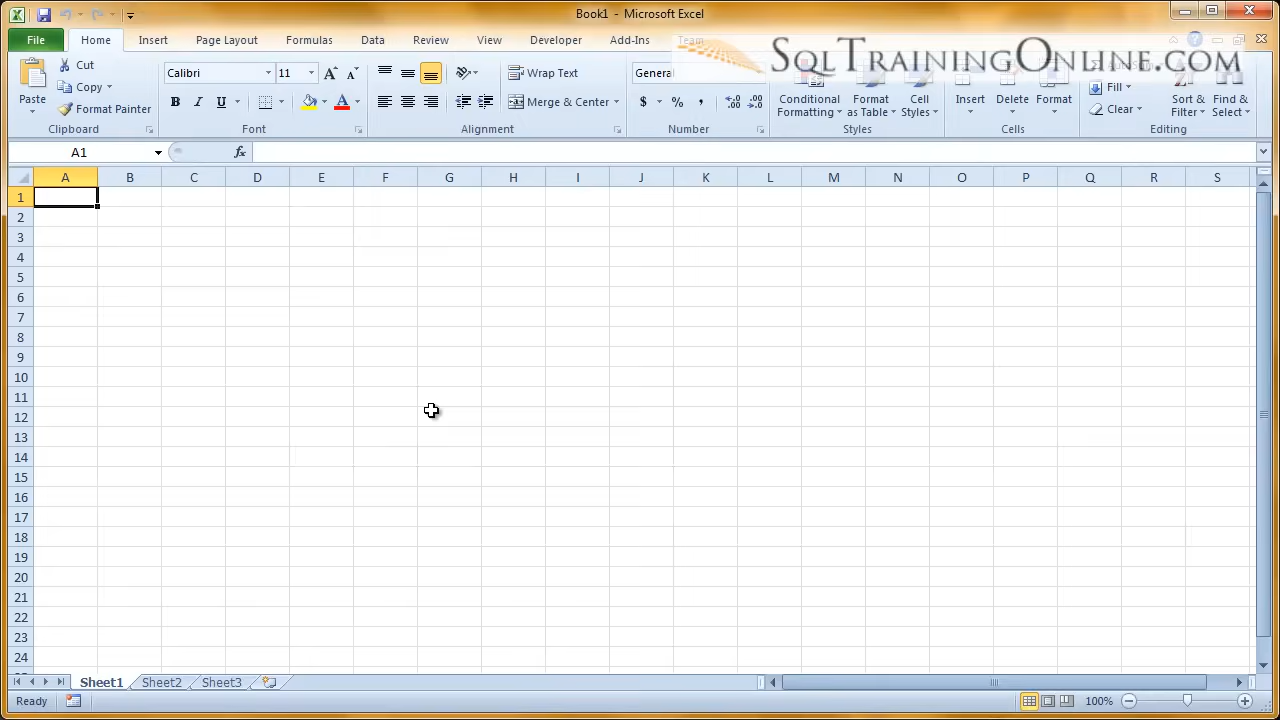 Book1 - Microsoft Excel
File Home Insert Page Layout Formulas Data Review View Developer Add-Ins Team
SQLTRAININGONLINE.COM
Paste
Cut
Copy
Format Painter
Clipboard
Calibri 11
B I U
Font
Wrap Text
Merge & Center
Alignment
General
$ % ,
Number
Conditional Formatting
Format as Table
Cell Styles
Styles
Insert
Delete
Format
Cells
Fill
Clear
Sort & Filter
Find & Select
Editing
A1
fx
A B C D E F G H I J K L M N O P Q R S
1
2
3
4
5
6
7
8
9
10
11
12
13
14
15
16
17
18
19
20
21
22
23
24
Sheet1 Sheet2 Sheet3
Ready
100%